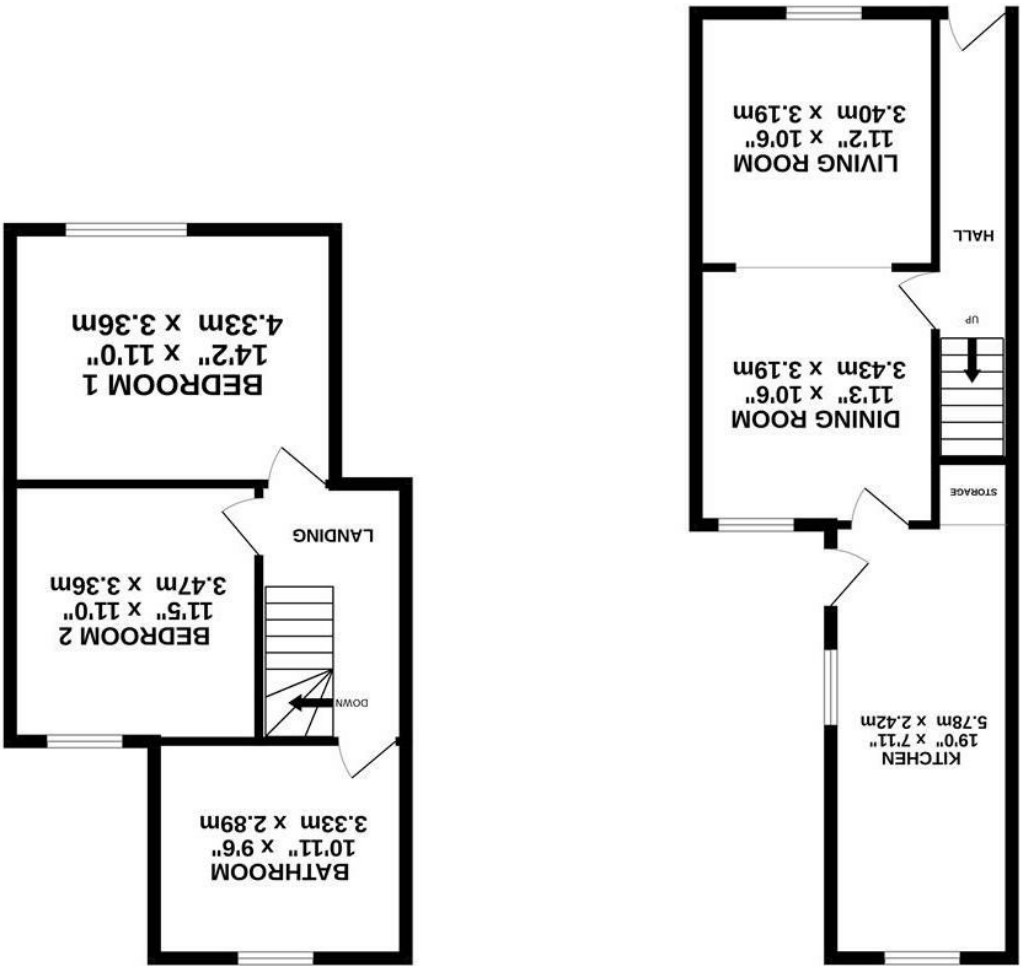 KITCHEN
19'0" x 7'11"
5.78m x 2.42m
STORAGE
DINING ROOM
11'3" x 10'6"
3.43m x 3.19m
UP
HALL
LIVING ROOM
11'2" x 10'6"
3.40m x 3.19m
BATHROOM
10'11" x 9'6"
3.33m x 2.89m
DOWN
BEDROOM 2
11'5" x 11'0"
3.47m x 3.36m
LANDING
BEDROOM 1
14'2" x 11'0"
4.33m x 3.36m